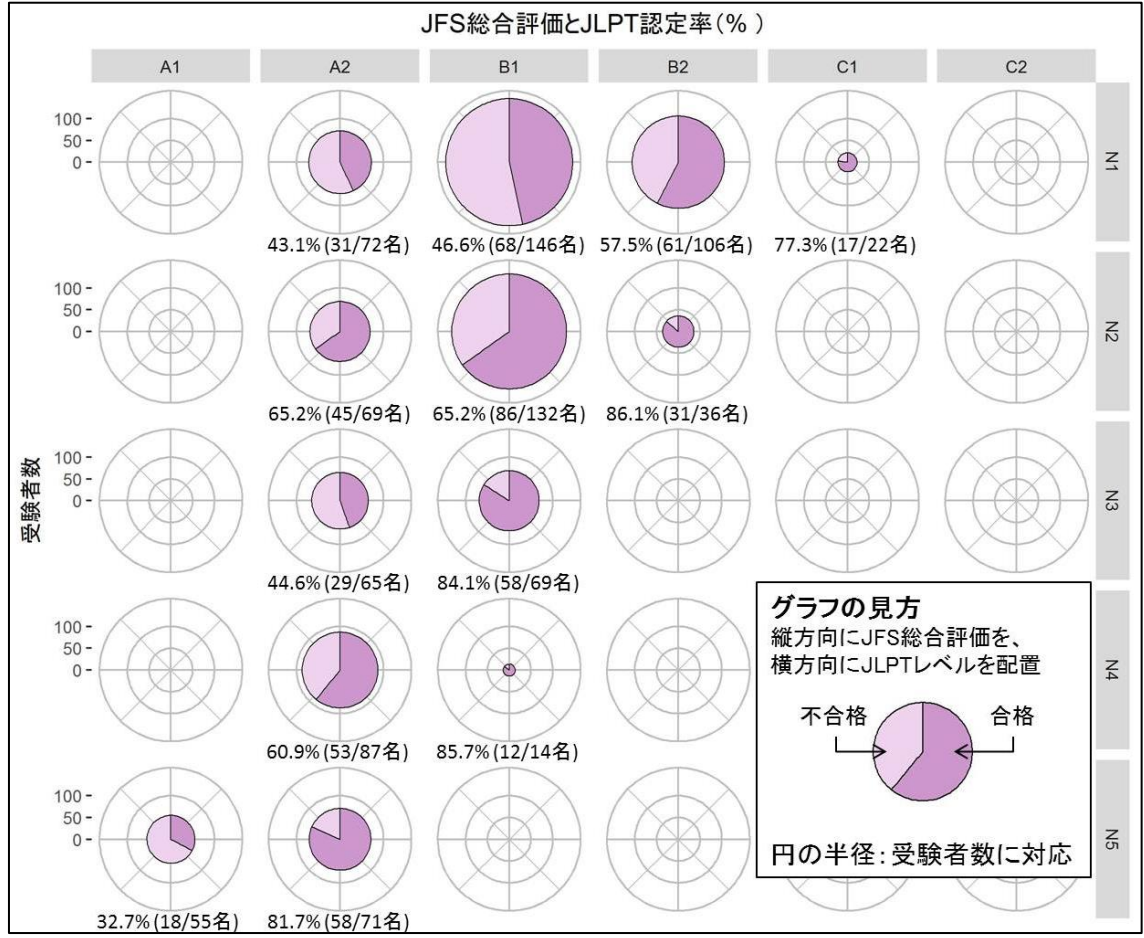 JFS総合評価とJLPT認定率(% )
A1 A2 B1 B2 C1 C2
受験者数
100
50
0
N1
43.1%(31/72名) 46.6%(68/146名) 57.5%(61/106名) 77.3%(17/22名)
100
50
0
N2
65.2%(45/69名) 65.2%(86/132名) 86.1%(31/36名)
100
50
0
N3
44.6%(29/65名) 84.1%(58/69名)
100
50
0
N4
60.9%(53/87名) 85.7%(12/14名)
100
50
0
N5
32.7%(18/55名) 81.7%(58/71名)
グラフの見方
縦方向にJFS総合評価を、
横方向にJLPTレベルを配置
不合格 合格
円の半径:受験者数に対応